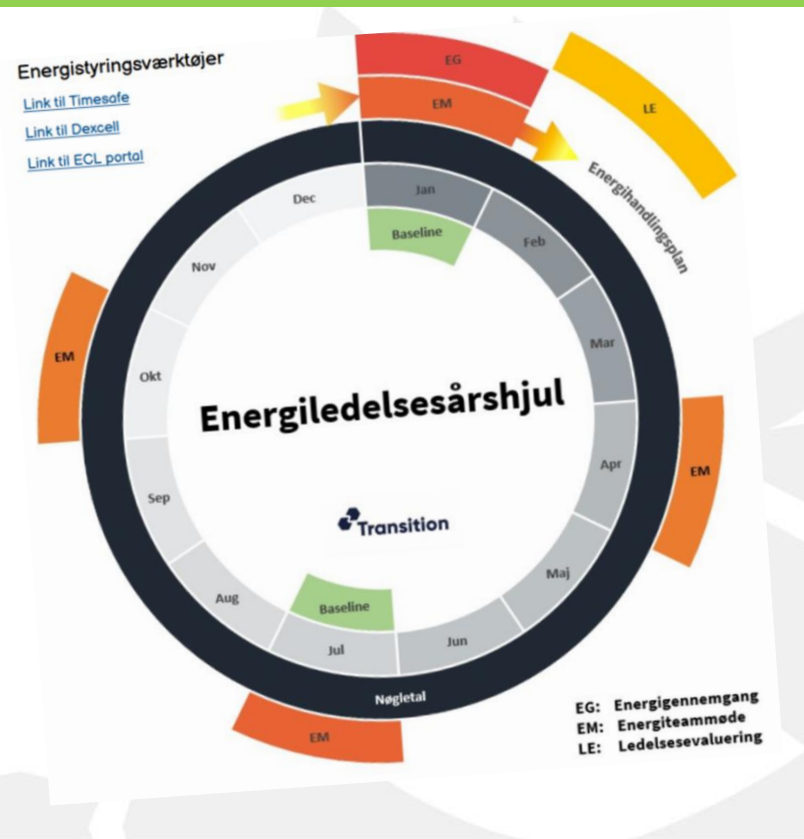 Energistyringsværktøjer
Link til Timesafe
Link til Dexcell
Link til ECL portal
EG
EM
LE
Energihandlingsplan
Jan
Baseline
Feb
Mar
Apr
EM
Maj
Jun
Jul
Baseline
Aug
Sep
Okt
EM
Nov
Dec
Energiledelsesårshjul
Transition
Nøgletal
EM
EG: Energigennemgang
EM: Energiteammøde
LE: Ledelsesevaluering